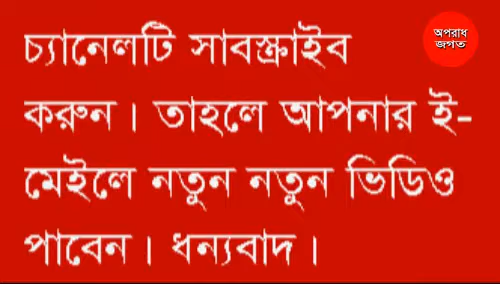 চ্যানেলটি সাবস্ক্রাইব
করুন। তাহলে আপনার ই-
মেইলে নতুন নতুন ভিডিও
পাবেন। ধন্যবাদ।
অপরাধ
জগত